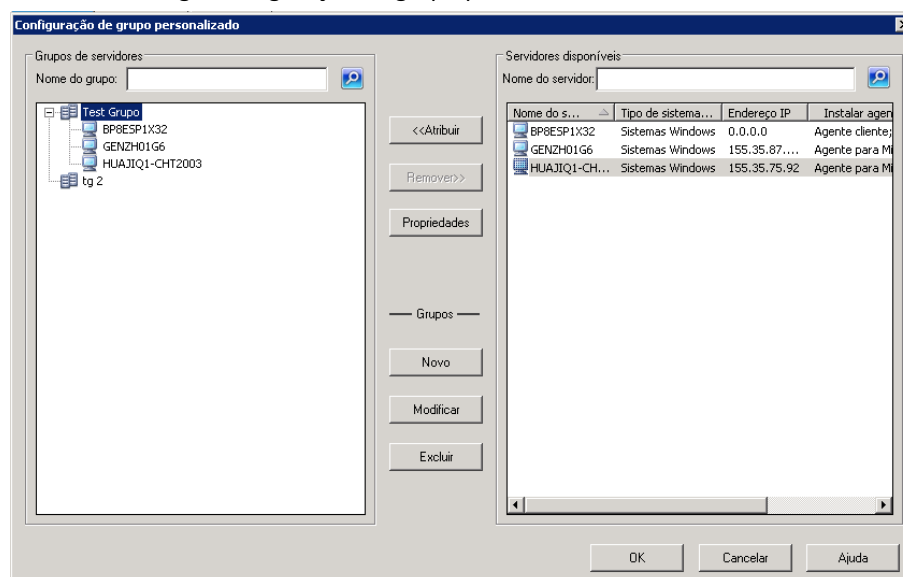 Configuração de grupo personalizado
Grupos de servidores
Nome do grupo:
Test Grupo
BP8ESP1X32
GENZH01G6
HUAJIQ1-CHT2003
tg 2
<<Atribuir
Remover>>
Propriedades
Grupos
Novo
Modificar
Excluir
Servidores disponíveis
Nome do servidor:
Nome do s... Tipo de sistema... Endereço IP Instalar agen
BP8ESP1X32 Sistemas Windows 0.0.0.0 Agente cliente;
GENZH01G6 Sistemas Windows 155.35.87.... Agente para Mi
HUAJIQ1-CH... Sistemas Windows 155.35.75.92 Agente para Mi
OK Cancelar Ajuda